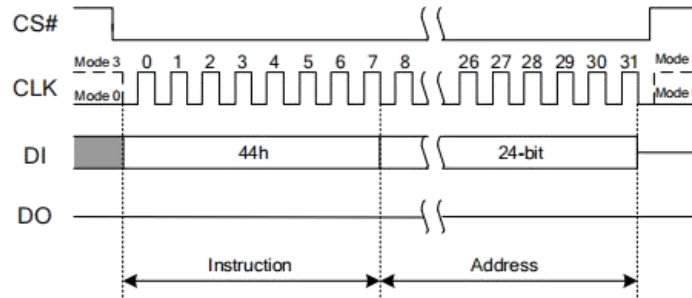 CS#
Mode 3 0 1 2 3 4 5 6 7 8 26 27 28 29 30 31 Mode
CLK
Mode 0 Mode
DI 44h 24-bit
DO
Instruction Address